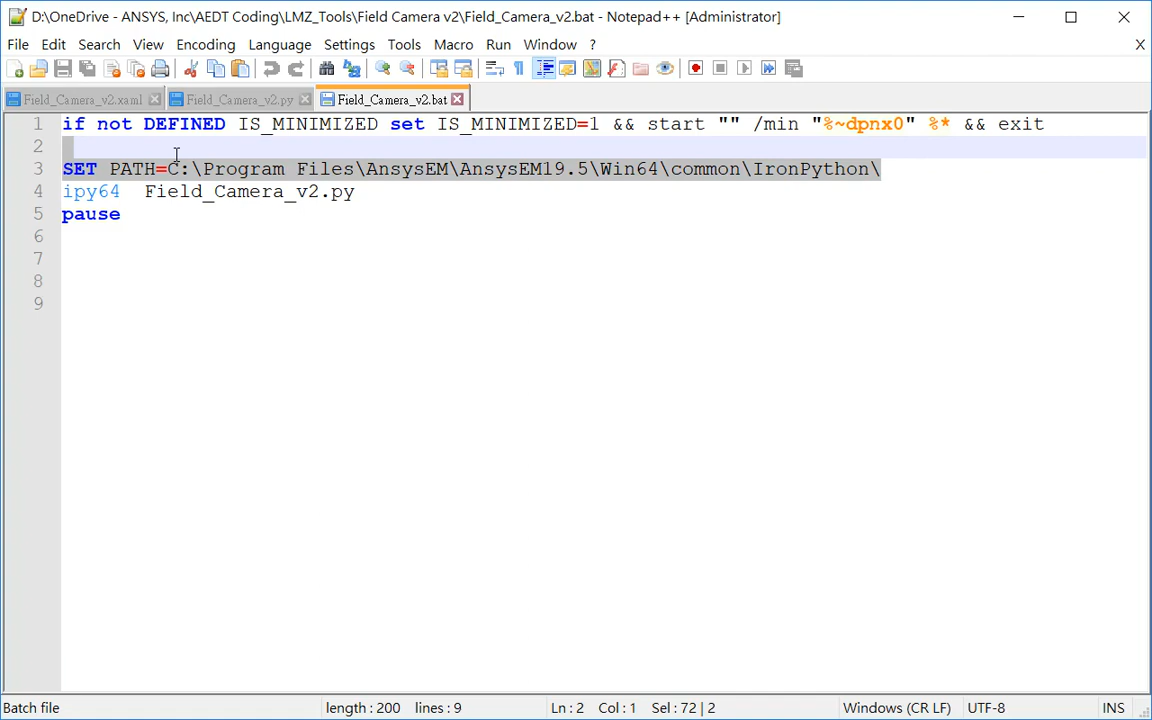 D:\OneDrive - ANSYS, Inc\AEDT Coding\LMZ_Tools\Field Camera v2\Field_Camera_v2.bat - Notepad++ [Administrator]
File Edit Search View Encoding Language Settings Tools Macro Run Window ? X
Field_Camera_v2.xaml Field_Camera_v2.py Field_Camera_v2.bat
1 if not DEFINED IS_MINIMIZED set IS_MINIMIZED=1 && start "" /min "%~dpnx0" %* && exit
2
3 SET PATH=C:\Program Files\AnsysEM\AnsysEM19.5\Win64\common\IronPython\
4 ipy64 Field_Camera_v2.py
5 pause
6
7
8
9
Batch file length : 200 lines : 9 Ln : 2 Col : 1 Sel : 72 | 2 Windows (CR LF) UTF-8 INS